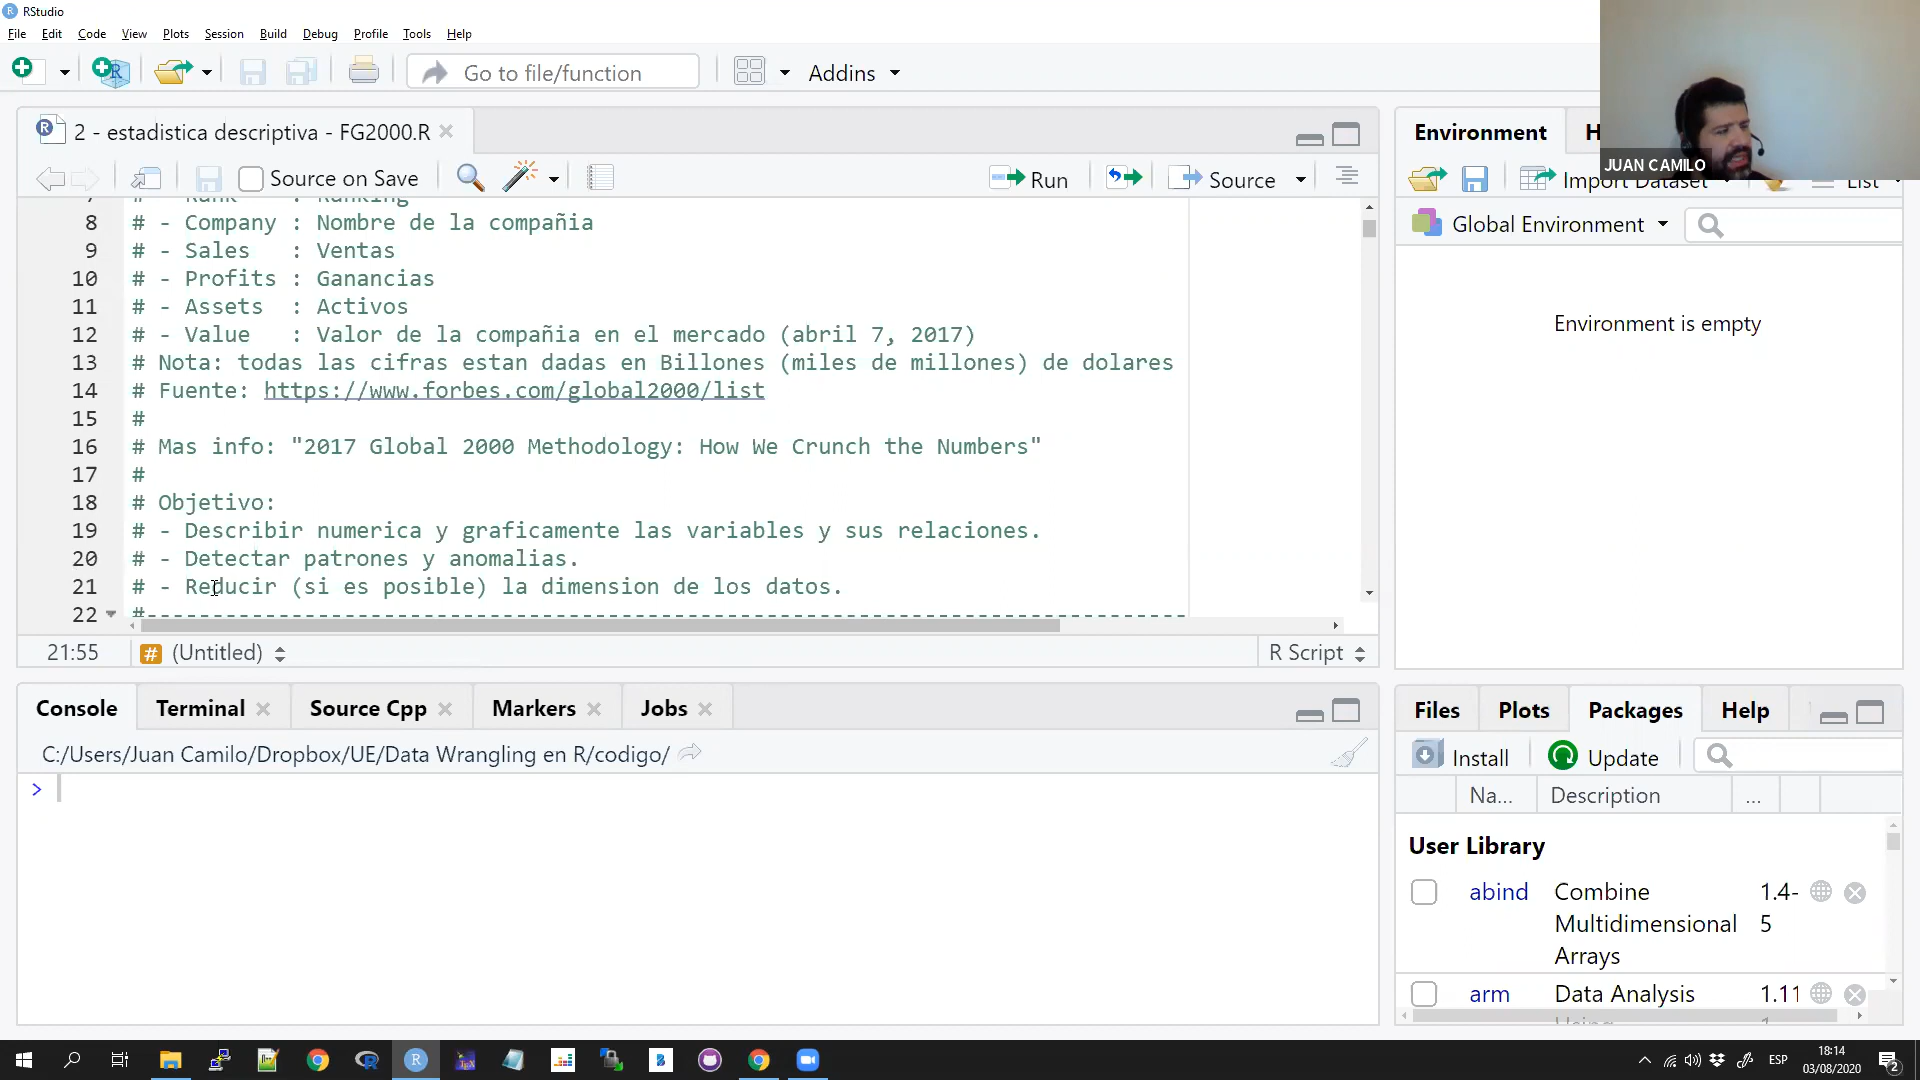 RStudio
File Edit Code View Plots Session Build Debug Profile Tools Help
Go to file/function
Addins
JUAN CAMILO
2 - estadistica descriptiva - FG2000.R
Source on Save
Run
Source
8 # - Company : Nombre de la compañia
9 # - Sales : Ventas
10 # - Profits : Ganancias
11 # - Assets : Activos
12 # - Value : Valor de la compañia en el mercado (abril 7, 2017)
13 # Nota: todas las cifras estan dadas en Billones (miles de millones) de dolares
14 # Fuente: https://www.forbes.com/global2000/list
15 #
16 # Mas info: "2017 Global 2000 Methodology: How We Crunch the Numbers"
17 #
18 # Objetivo:
19 # - Describir numerica y graficamente las variables y sus relaciones.
20 # - Detectar patrones y anomalias.
21 # - Reducir (si es posible) la dimension de los datos.
22 #--------------------------------------------------------------------------------
21:55
# (Untitled)
R Script
Console Terminal Source Cpp Markers Jobs
C:/Users/Juan Camilo/Dropbox/UE/Data Wrangling en R/codigo/
>
Environment H
Import Dataset List
Global Environment
Environment is empty
Files Plots Packages Help
Install Update
Na... Description ...
User Library
abind Combine 1.4-
Multidimensional 5
Arrays
arm Data Analysis 1.11
ESP
18:14
03/08/2020
2